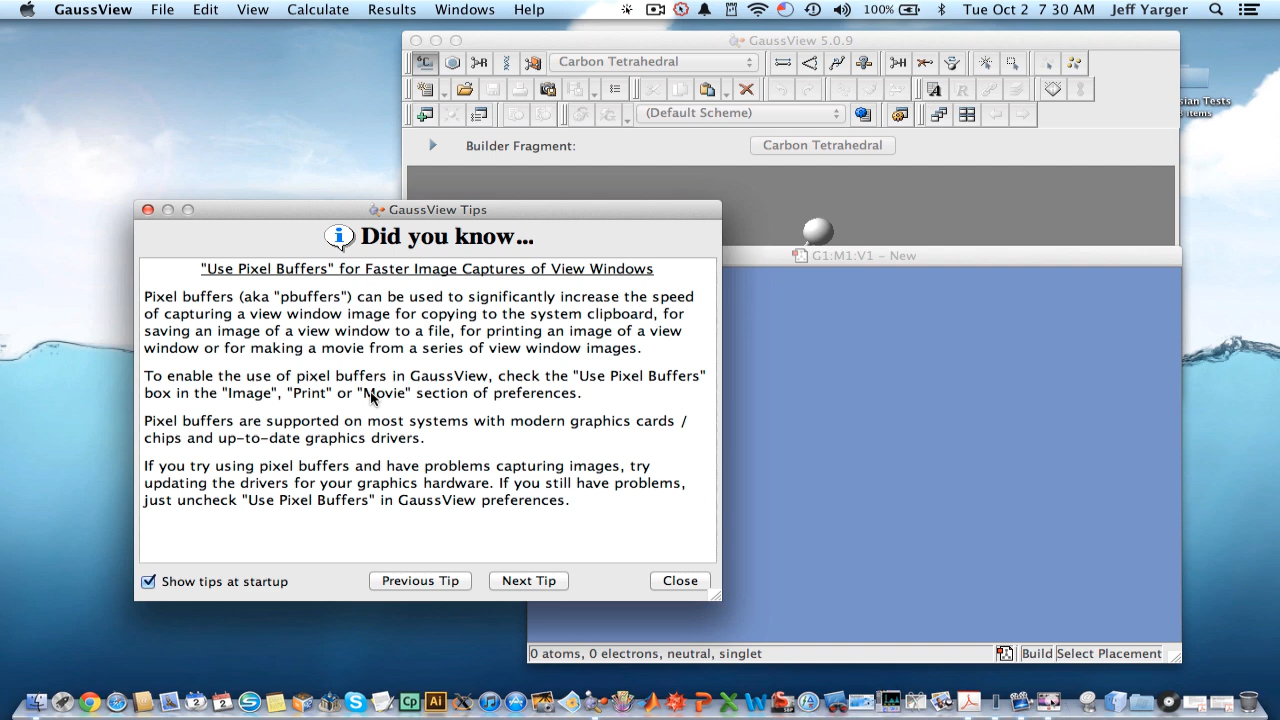 GaussView File Edit View Calculate Results Windows Help 100% Tue Oct 2 7:30 AM Jeff Yarger
GaussView 5.0.9
Carbon Tetrahedral
(Default Scheme)
sian Tests
items
Builder Fragment: Carbon Tetrahedral
GaussView Tips
Did you know...
"Use Pixel Buffers" for Faster Image Captures of View Windows
Pixel buffers (aka "pbuffers") can be used to significantly increase the speed
of capturing a view window image for copying to the system clipboard, for
saving an image of a view window to a file, for printing an image of a view
window or for making a movie from a series of view window images.
To enable the use of pixel buffers in GaussView, check the "Use Pixel Buffers"
box in the "Image", "Print" or "Movie" section of preferences.
Pixel buffers are supported on most systems with modern graphics cards /
chips and up-to-date graphics drivers.
If you try using pixel buffers and have problems capturing images, try
updating the drivers for your graphics hardware. If you still have problems,
just uncheck "Use Pixel Buffers" in GaussView preferences.
Show tips at startup Previous Tip Next Tip Close
G1:M1:V1 - New
0 atoms, 0 electrons, neutral, singlet Build Select Placement